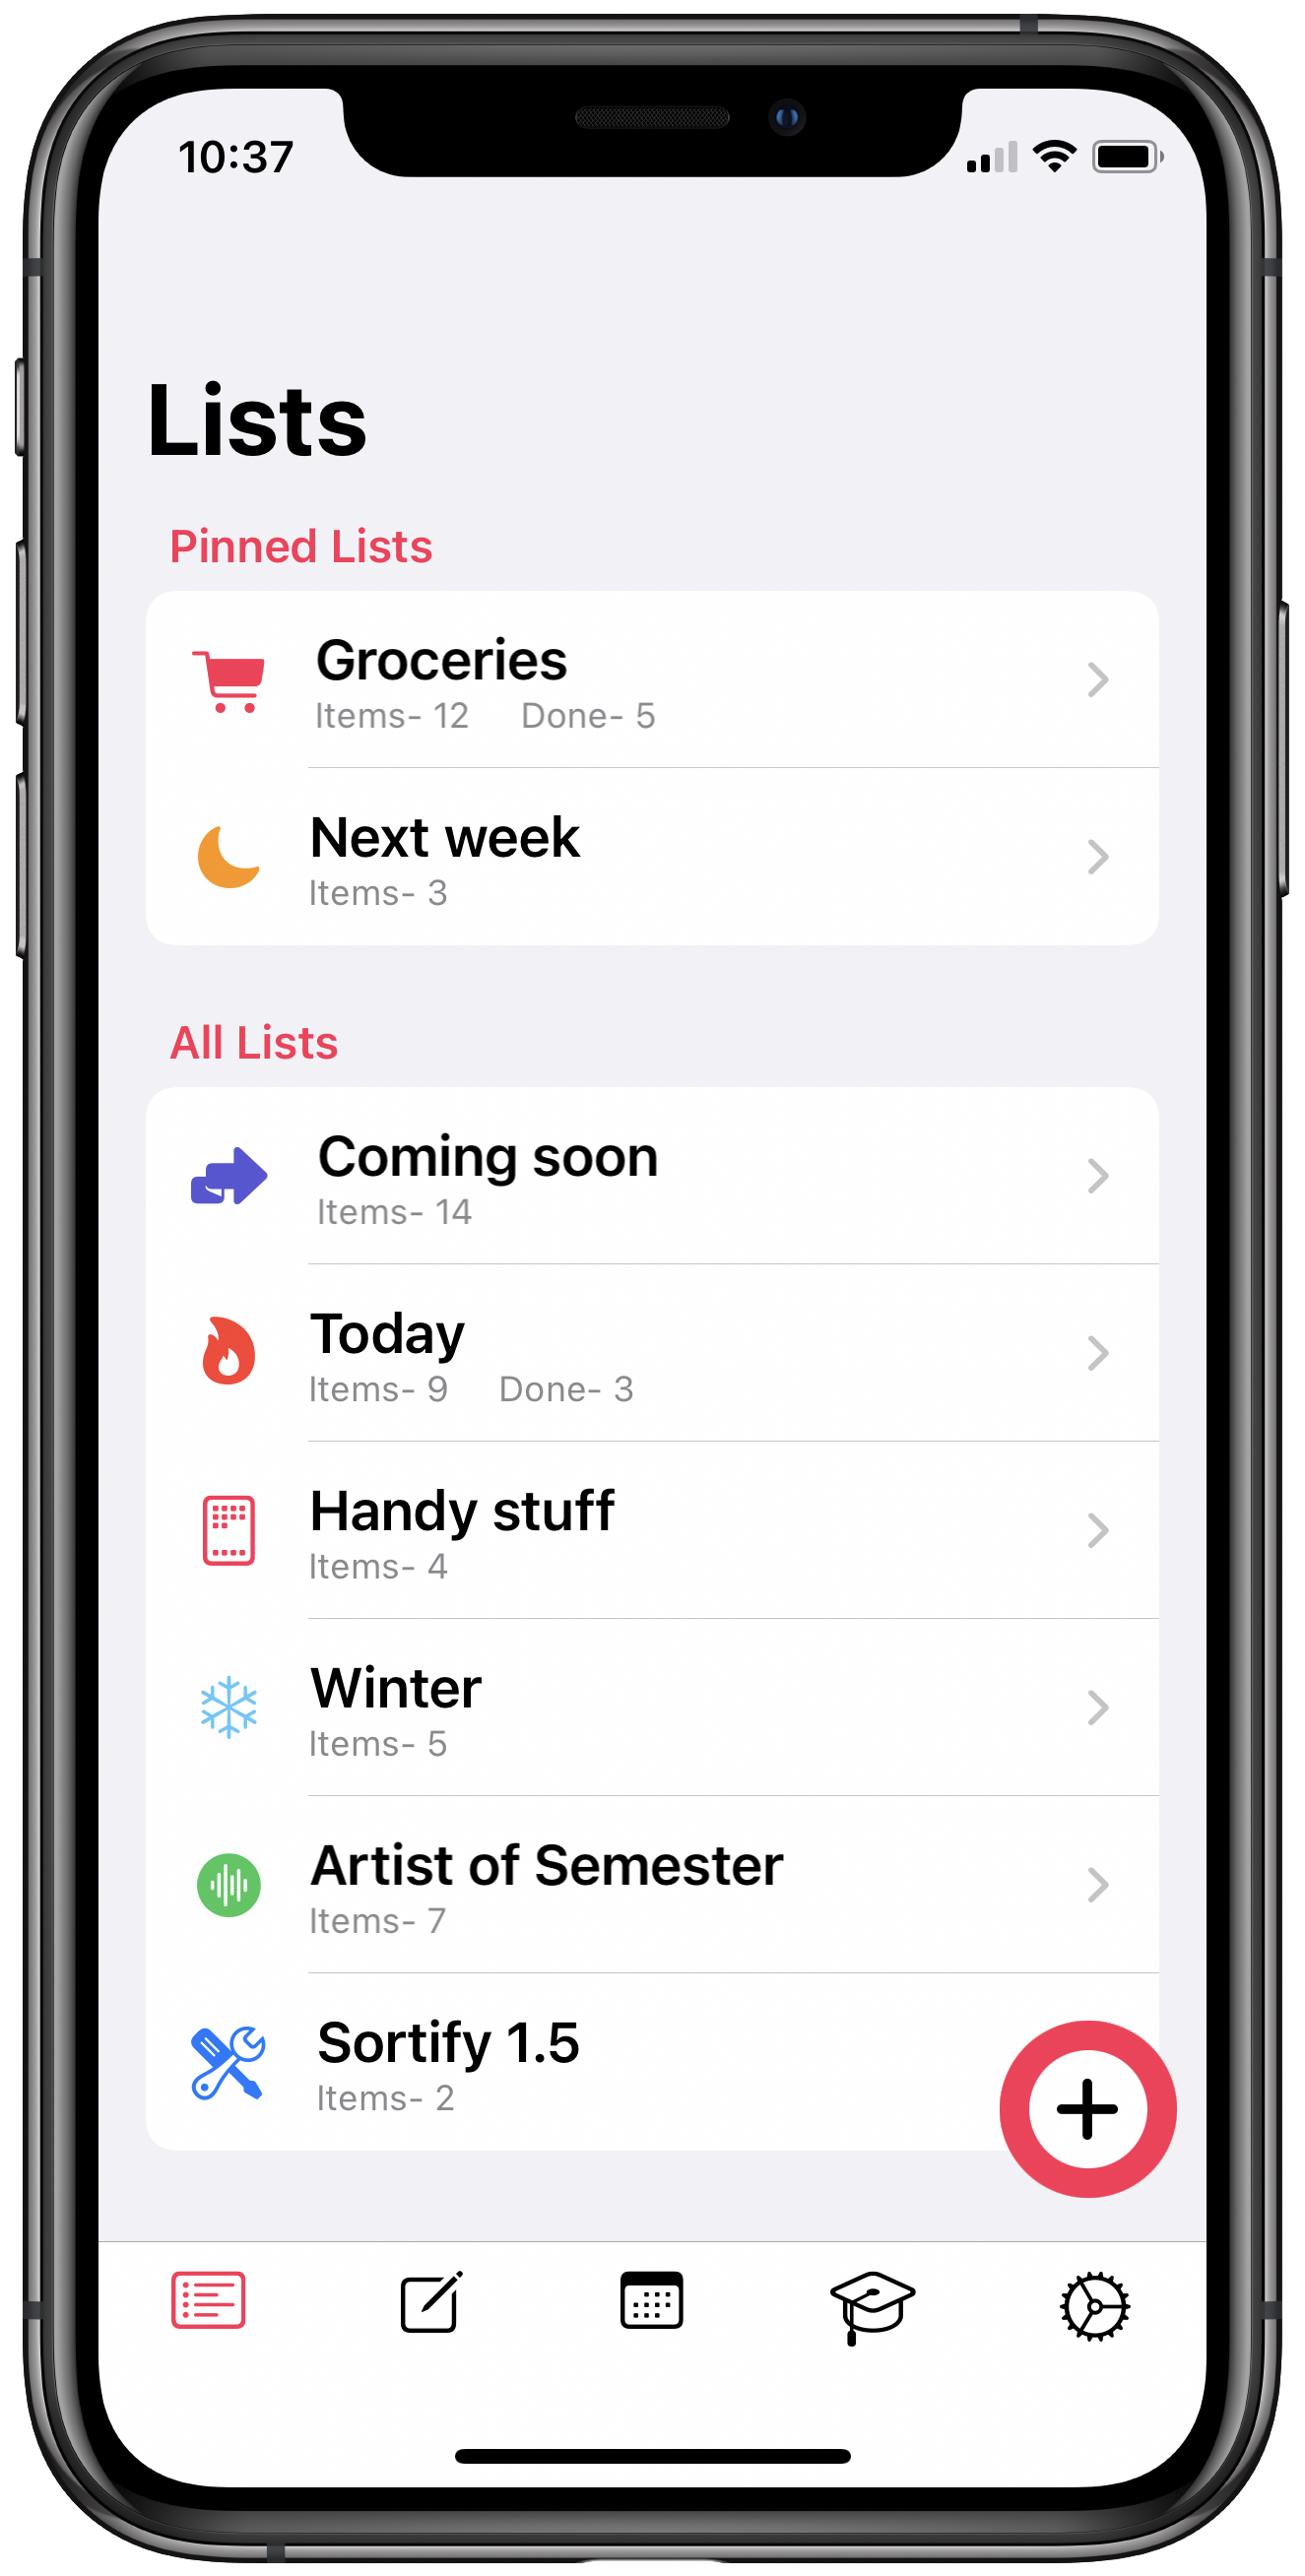 10:37
Lists
Pinned Lists
Groceries
Items- 12 Done- 5
Next week
Items- 3
All Lists
Coming soon
Items- 14
Today
Items- 9 Done- 3
Handy stuff
Items- 4
Winter
Items- 5
Artist of Semester
Items- 7
Sortify 1.5
Items- 2